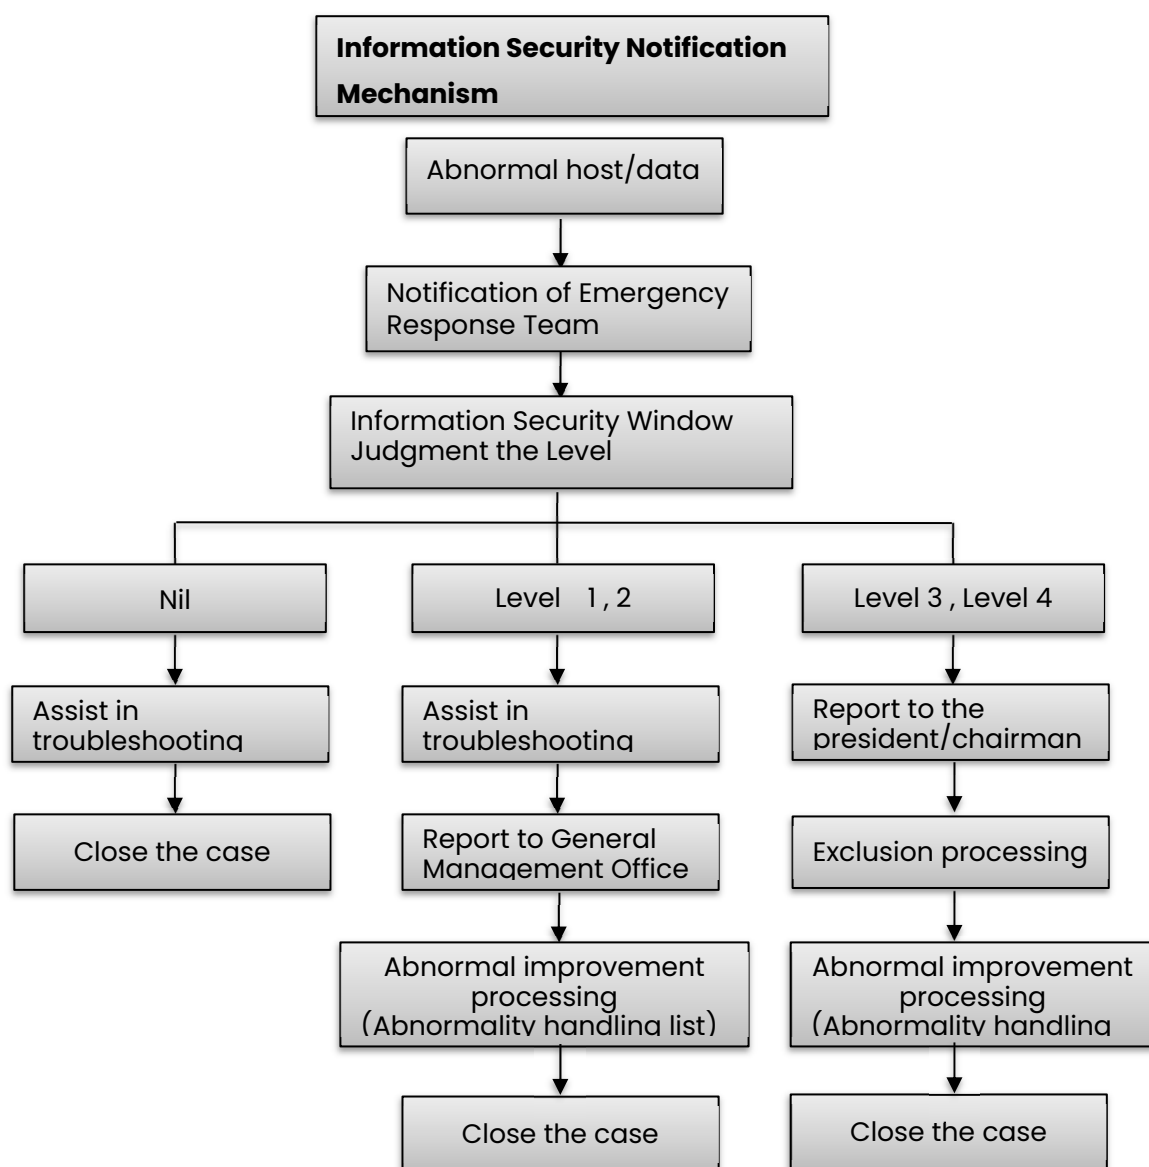 Information Security Notification
Mechanism
Abnormal host/data
Notification of Emergency
Response Team
Information Security Window
Judgment the Level
Nil
Level 1 , 2
Level 3 , Level 4
Assist in
troubleshooting
Assist in
troubleshooting
Report to the
president/chairman
Close the case
Report to General
Management Office
Exclusion processing
Abnormal improvement
processing
(Abnormality handling list)
Abnormal improvement
processing
(Abnormality handling
Close the case
Close the case